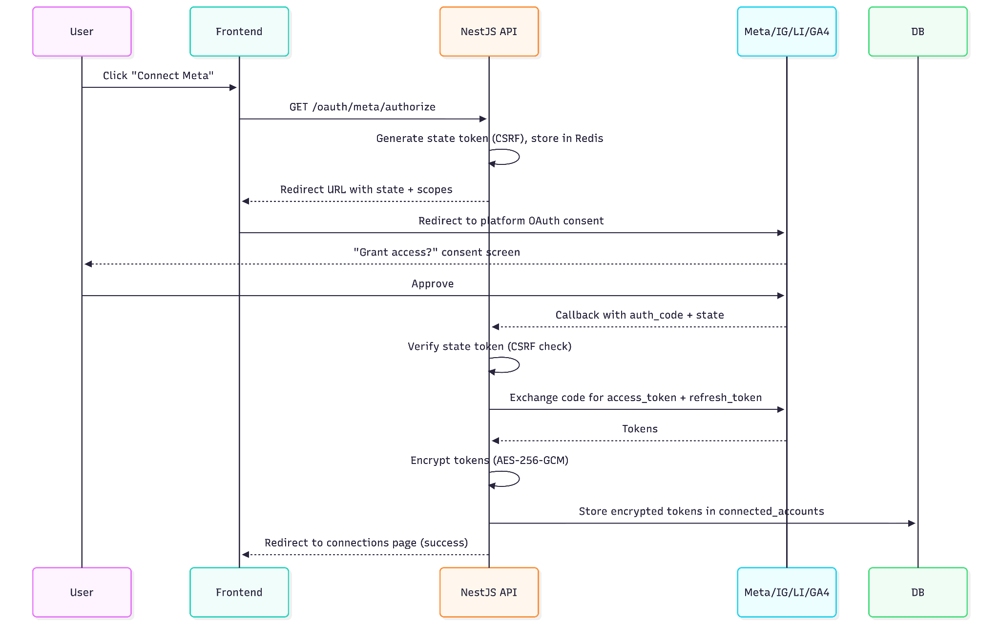 User
Frontend
NestJS API
Meta/IG/LI/GA4
DB
Click "Connect Meta"
GET /oauth/meta/authorize
Generate state token (CSRF), store in Redis
Redirect URL with state + scopes
Redirect to platform OAuth consent
"Grant access?" consent screen
Approve
Callback with auth_code + state
Verify state token (CSRF check)
Exchange code for access_token + refresh_token
Tokens
Encrypt tokens (AES-256-GCM)
Store encrypted tokens in connected_accounts
Redirect to connections page (success)
User
Frontend
NestJS API
Meta/IG/LI/GA4
DB